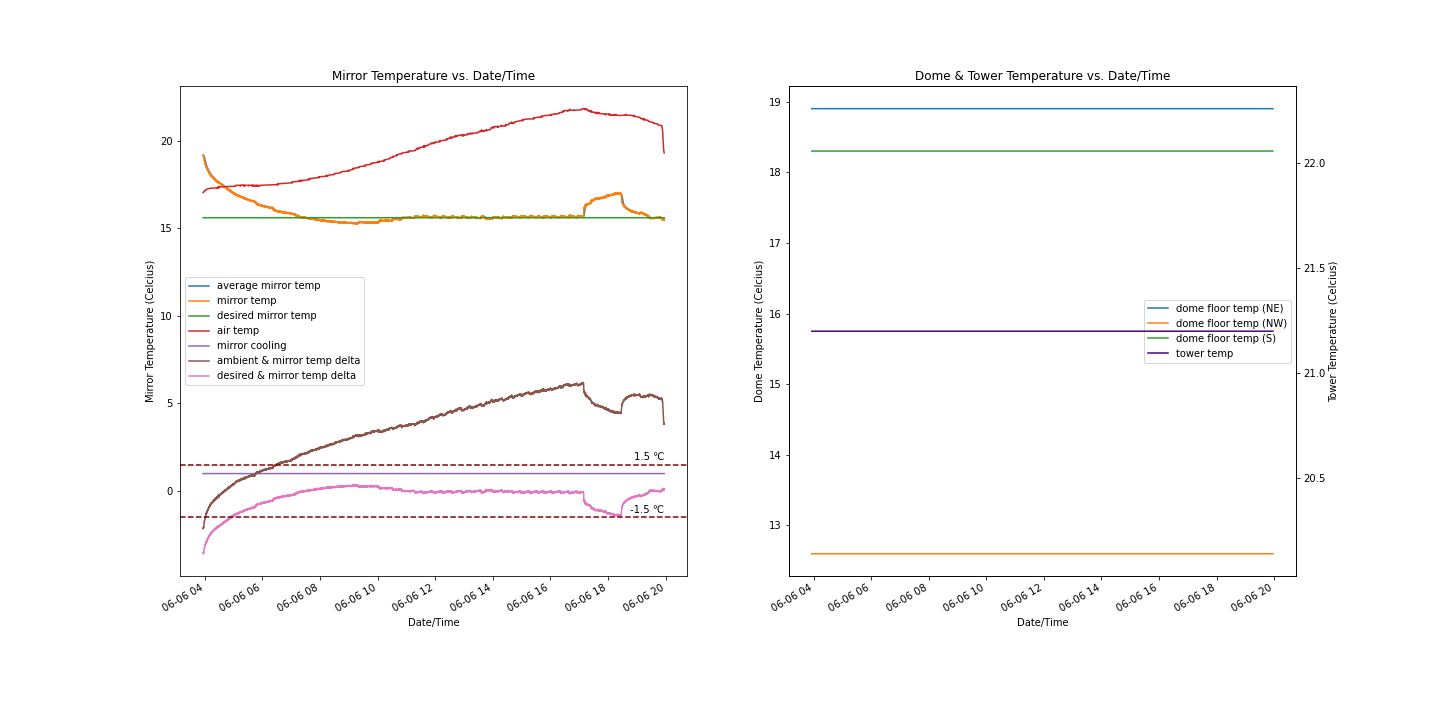 Mirror Temperature vs. Date/Time
Mirror Temperature (Celcius)
20
15
10
5
0
average mirror temp
mirror temp
desired mirror temp
air temp
mirror cooling
ambient & mirror temp delta
desired & mirror temp delta
1.5 °C
-1.5 °C
06-06 04
06-06 06
06-06 08
06-06 10
06-06 12
06-06 14
06-06 16
06-06 18
06-06 20
Date/Time
Dome & Tower Temperature vs. Date/Time
Dome Temperature (Celcius)
19
18
17
16
15
14
13
dome floor temp (NE)
dome floor temp (NW)
dome floor temp (S)
tower temp
22.0
21.5
21.0
20.5
Tower Temperature (Celcius)
06-06 04
06-06 06
06-06 08
06-06 10
06-06 12
06-06 14
06-06 16
06-06 18
06-06 20
Date/Time